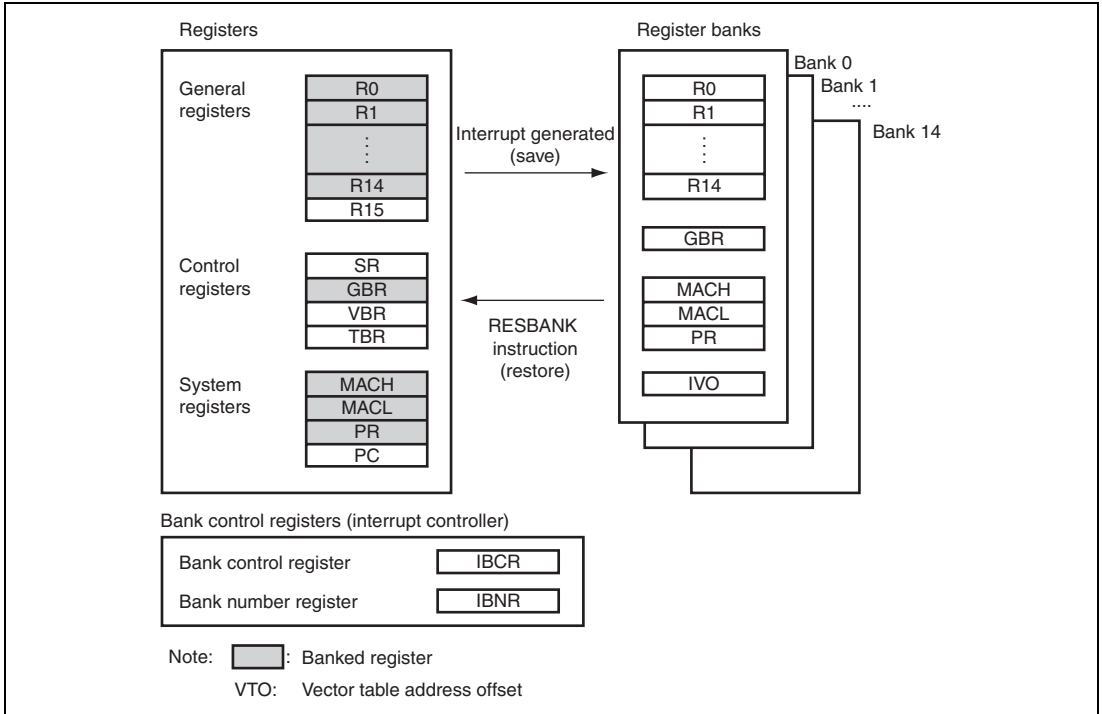 Registers
General
registers
R0
R1
⋮
R14
R15
Control
registers
SR
GBR
VBR
TBR
System
registers
MACH
MACL
PR
PC
Interrupt generated
(save)
RESBANK
instruction
(restore)
Register banks
Bank 0
Bank 1
....
Bank 14
R0
R1
⋮
R14
GBR
MACH
MACL
PR
IVO
Bank control registers (interrupt controller)
Bank control register IBCR
Bank number register IBNR
Note: : Banked register
VTO: Vector table address offset